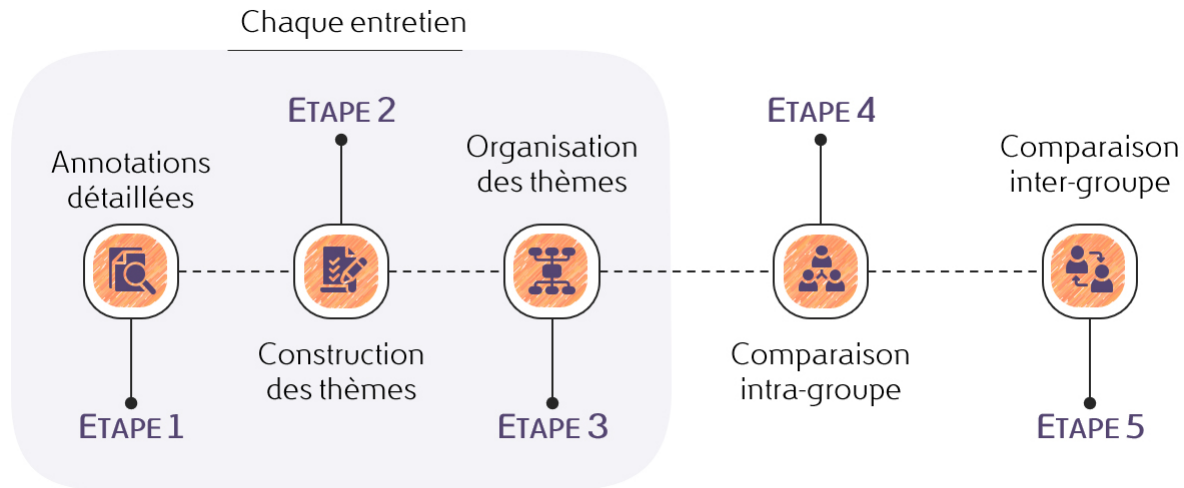 Chaque entretien
ETAPE 1
Annotations
détaillées
ETAPE 2
Construction
des thèmes
ETAPE 3
Organisation
des thèmes
ETAPE 4
Comparaison
intra-groupe
ETAPE 5
Comparaison
inter-groupe